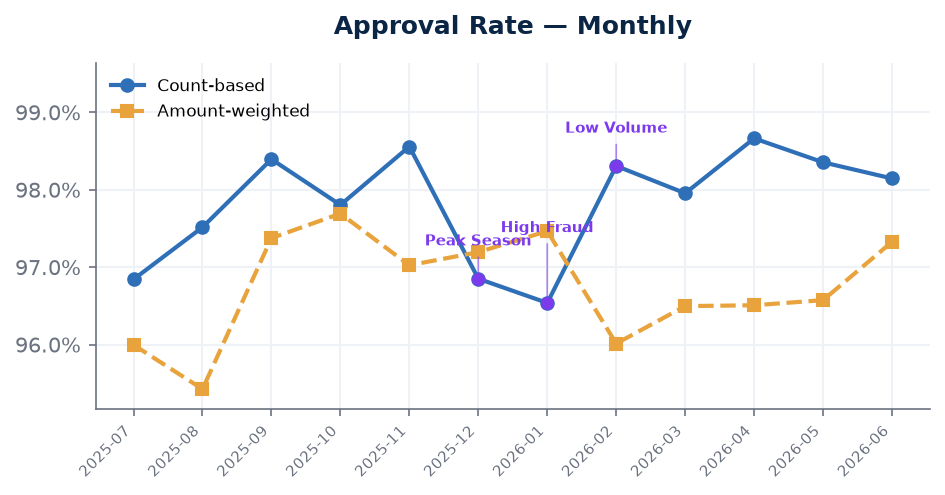 Approval Rate — Monthly
Count-based
Amount-weighted
99.0%
98.0%
97.0%
96.0%
Low Volume
High Fraud
Peak Season
2025-07
2025-08
2025-09
2025-10
2025-11
2025-12
2026-01
2026-02
2026-03
2026-04
2026-05
2026-06